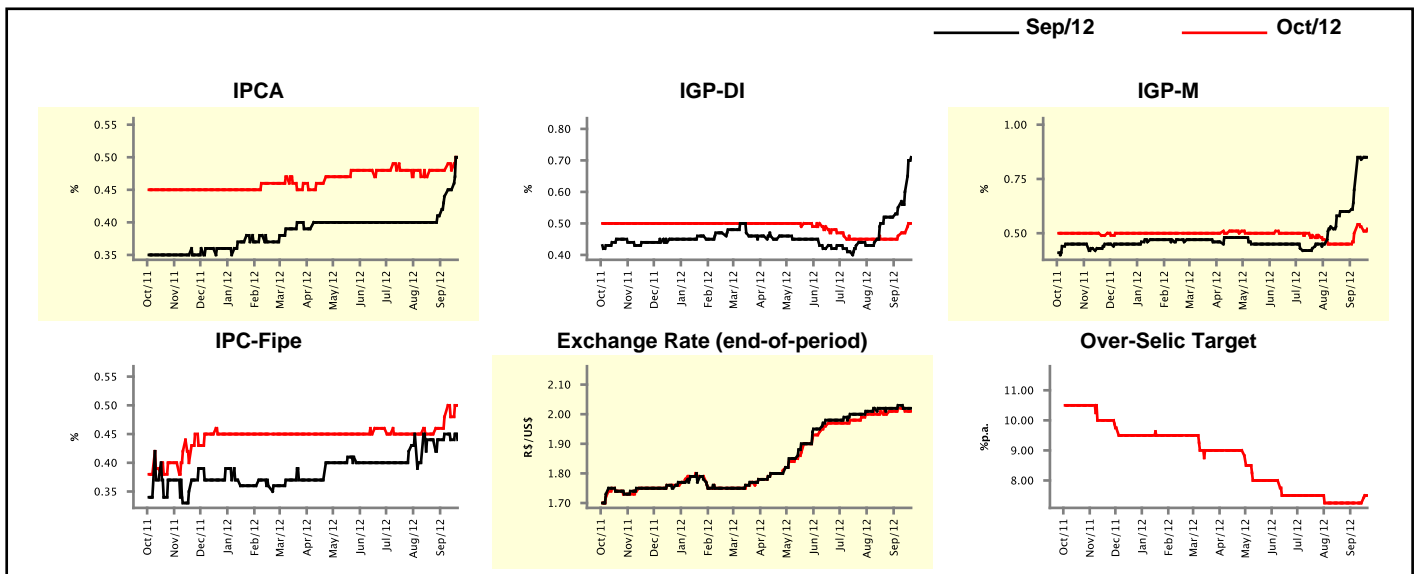 Sep/12 Oct/12
IPCA IGP-DI IGP-M
0.55
0.50
0.45
0.40
0.35
%
Oct/11 Nov/11 Dec/11 Jan/12 Feb/12 Mar/12 Apr/12 May/12 Jun/12 Jul/12 Aug/12 Sep/12
0.80
0.70
0.60
0.50
0.40
%
Oct/11 Nov/11 Dec/11 Jan/12 Feb/12 Mar/12 Apr/12 May/12 Jun/12 Jul/12 Aug/12 Sep/12
1.00
0.75
0.50
%
Oct/11 Nov/11 Dec/11 Jan/12 Feb/12 Mar/12 Apr/12 May/12 Jun/12 Jul/12 Aug/12 Sep/12
IPC-Fipe Exchange Rate (end-of-period) Over-Selic Target
0.55
0.50
0.45
0.40
0.35
%
Oct/11 Nov/11 Dec/11 Jan/12 Feb/12 Mar/12 Apr/12 May/12 Jun/12 Jul/12 Aug/12 Sep/12
2.10
2.00
1.90
1.80
1.70
R$/US$
Oct/11 Nov/11 Dec/11 Jan/12 Feb/12 Mar/12 Apr/12 May/12 Jun/12 Jul/12 Aug/12 Sep/12
11.00
10.00
9.00
8.00
%p.a.
Oct/11 Nov/11 Dec/11 Jan/12 Feb/12 Mar/12 Apr/12 May/12 Jun/12 Jul/12 Aug/12 Sep/12